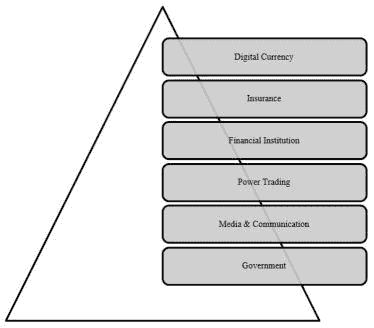 Digital Currency
Insurance
Financial Institution
Power Trading
Media & Communication
Government